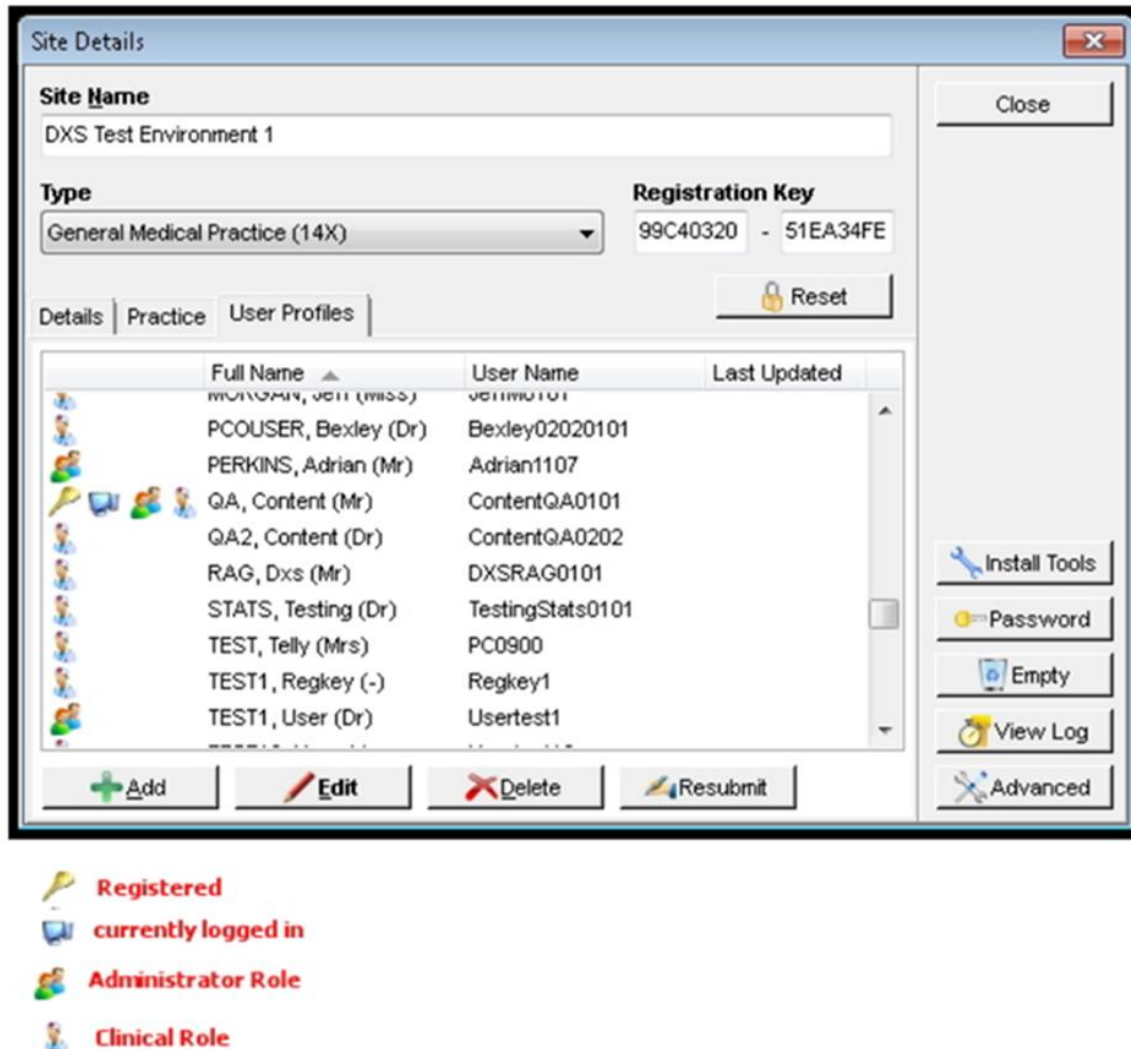 Site Details
Site Name
Close
DXS Test Environment 1
Type
Registration Key
General Medical Practice (14X)
99C40320 - 51EA34FE
Reset
Details Practice User Profiles
Full Name User Name Last Updated
MORGAN, Jeff (Miss)
PCOUSER, Bexley (Dr) Bexley02020101
PERKINS, Adrian (Mr) Adrian1107
QA, Content (Mr) ContentQA0101
QA2, Content (Dr) ContentQA0202
RAG, Dxs (Mr) DXSRAG0101
STATS, Testing (Dr) TestingStats0101
TEST, Telly (Mrs) PC0900
TEST1, Regkey (-) Regkey1
TEST1, User (Dr) Usertest1
Install Tools
Password
Empty
View Log
Advanced
Add Edit Delete Resubmit
Registered
currently logged in
Administrator Role
Clinical Role